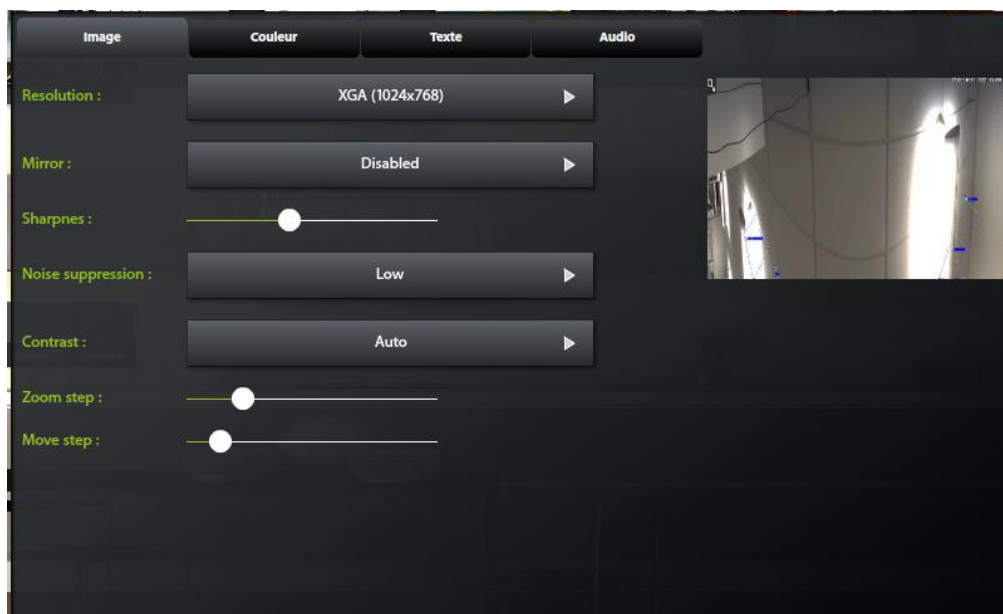 Image Couleur Texte Audio
Resolution : XGA (1024x768)
Mirror : Disabled
Sharpnes :
Noise suppression : Low
Contrast : Auto
Zoom step :
Move step :